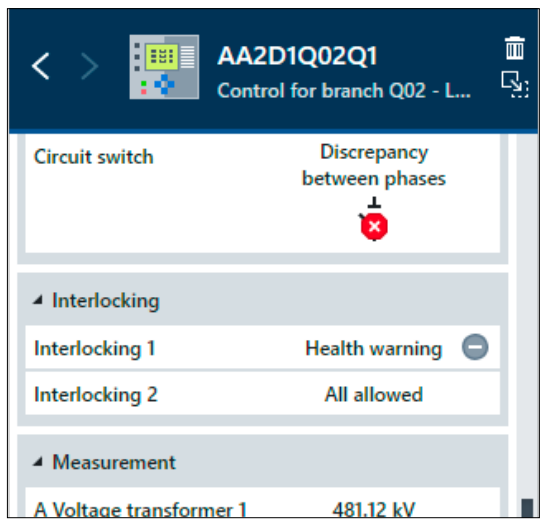 AA2D1Q02Q1
Control for branch Q02 - L...
Circuit switch
Discrepancy
between phases
Interlocking
Interlocking 1 Health warning
Interlocking 2 All allowed
Measurement
A Voltage transformer 1 481.12 kV